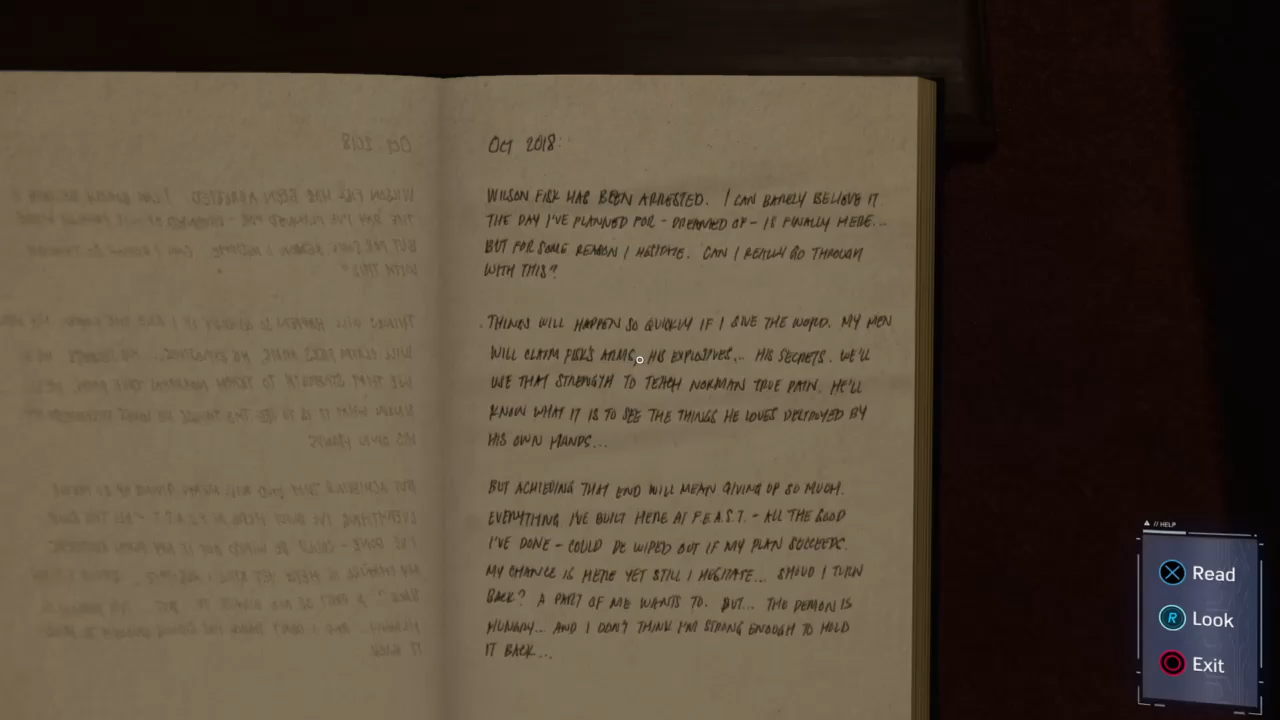 Oct 2018:
WILSON FISK HAS BEEN ARRESTED. I CAN BARELY BELIEVE IT.
THE DAY I'VE PLANNED FOR - DREAMED OF - IS FINALLY HERE...
BUT FOR SOME REASON I HESITATE. CAN I REALLY GO THROUGH
WITH THIS?
THINGS WILL HAPPEN SO QUICKLY IF I GIVE THE WORD. MY MEN
WILL CLAIM FISK'S ARMS, HIS EXPLOSIVES... HIS SECRETS. WE'LL
USE THAT STRENGTH TO TEACH NORMAN TRUE PAIN. HE'LL
KNOW WHAT IT IS TO SEE THE THINGS HE LOVES DESTROYED BY
HIS OWN HANDS...
BUT ACHIEVING THAT END WILL MEAN GIVING UP SO MUCH.
EVERYTHING I'VE BUILT HERE AT F.E.A.S.T. - ALL THE GOOD
I'VE DONE - COULD BE WIPED OUT IF MY PLAN SUCCEEDS.
MY CHANCE IS HERE YET STILL I HESITATE... SHOULD I TURN
BACK? A PART OF ME WANTS TO. BUT... THE DEMON IS
HUNGRY... AND I DON'T THINK I'M STRONG ENOUGH TO HOLD
IT BACK...
// HELP
Read
R Look
Exit